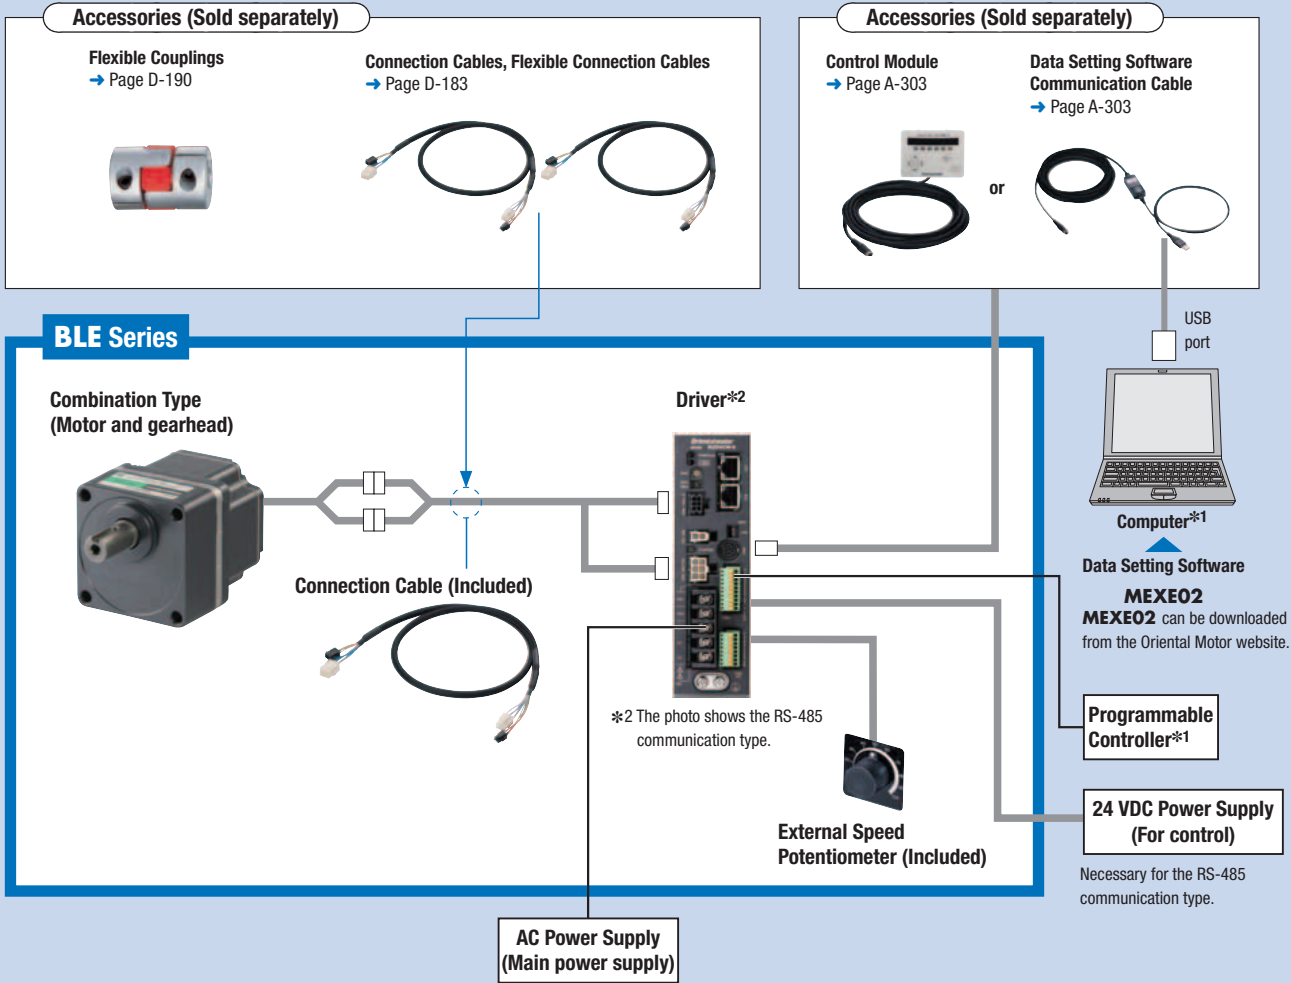 Accessories (Sold separately)
Flexible Couplings
➜ Page D-190
Connection Cables, Flexible Connection Cables
➜ Page D-183
Accessories (Sold separately)
Control Module
➜ Page A-303
or
Data Setting Software
Communication Cable
➜ Page A-303
USB
port
BLE Series
Combination Type
(Motor and gearhead)
Driver✻2
Connection Cable (Included)
✻2 The photo shows the RS-485
communication type.
External Speed
Potentiometer (Included)
Computer✻1
Data Setting Software
MEXE02
MEXE02 can be downloaded
from the Oriental Motor website.
Programmable
Controller✻1
24 VDC Power Supply
(For control)
Necessary for the RS-485
communication type.
AC Power Supply
(Main power supply)